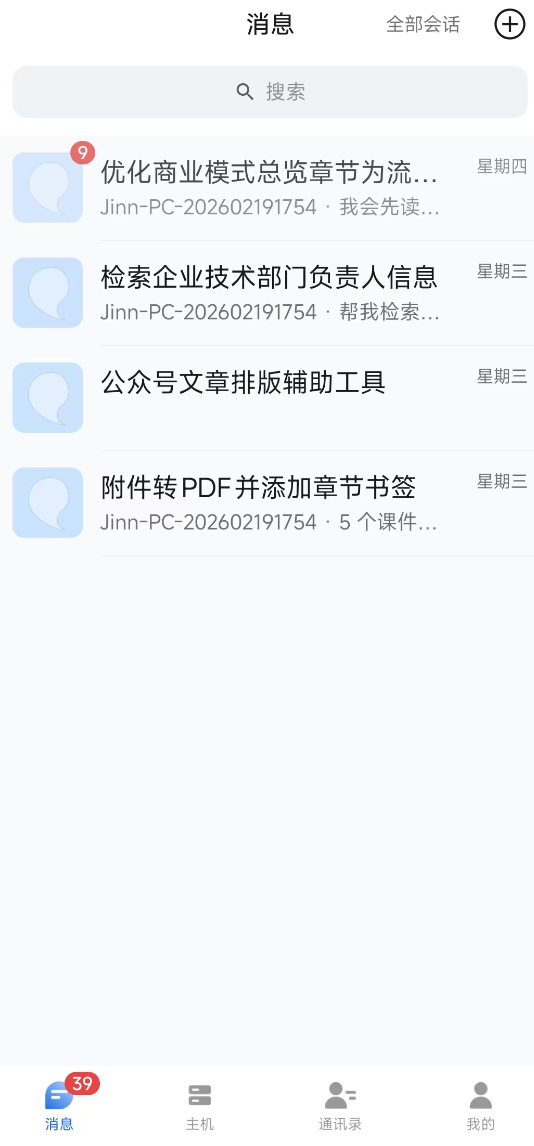 消息
全部会话
搜索
9
优化商业模式总览章节为流...
星期四
Jinn-PC-202602191754 · 我会先读...
检索企业技术部门负责人信息
星期三
Jinn-PC-202602191754 · 帮我检索...
公众号文章排版辅助工具
星期三
附件转PDF并添加章节书签
星期三
Jinn-PC-202602191754 · 5 个课件...
39
消息
主机
通讯录
我的